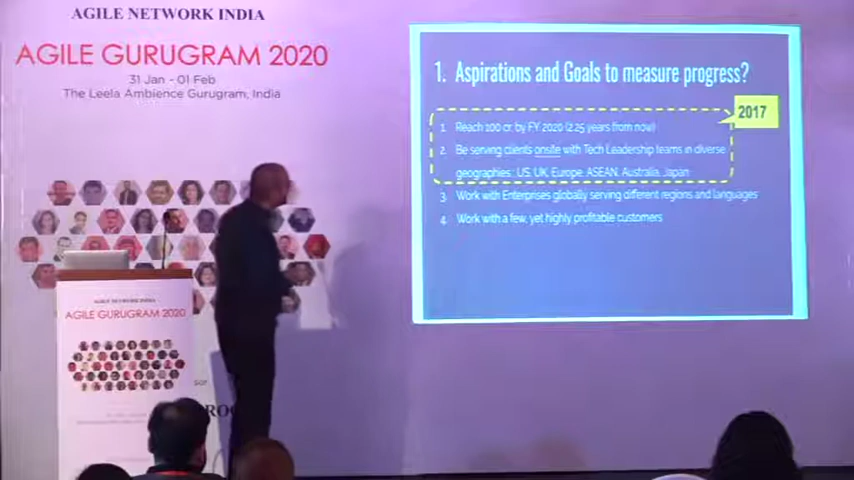 AGILE NETWORK INDIA
AGILE GURUGRAM 2020
31 Jan - 01 Feb
The Leela Ambience Gurugram, India
1. Aspirations and Goals to measure progress?
2017
1 Reach 100 cr. by FY 2020 (2.25 years from now)
2. Be serving clients onsite with Tech Leadership teams in diverse
geographies: US, UK, Europe, ASEAN, Australia, Japan
3 Work with Enterprises globally serving different regions and languages
4 Work with a few, yet highly profitable customers
AGILE NETWORK INDIA
AGILE GURUGRAM 2020